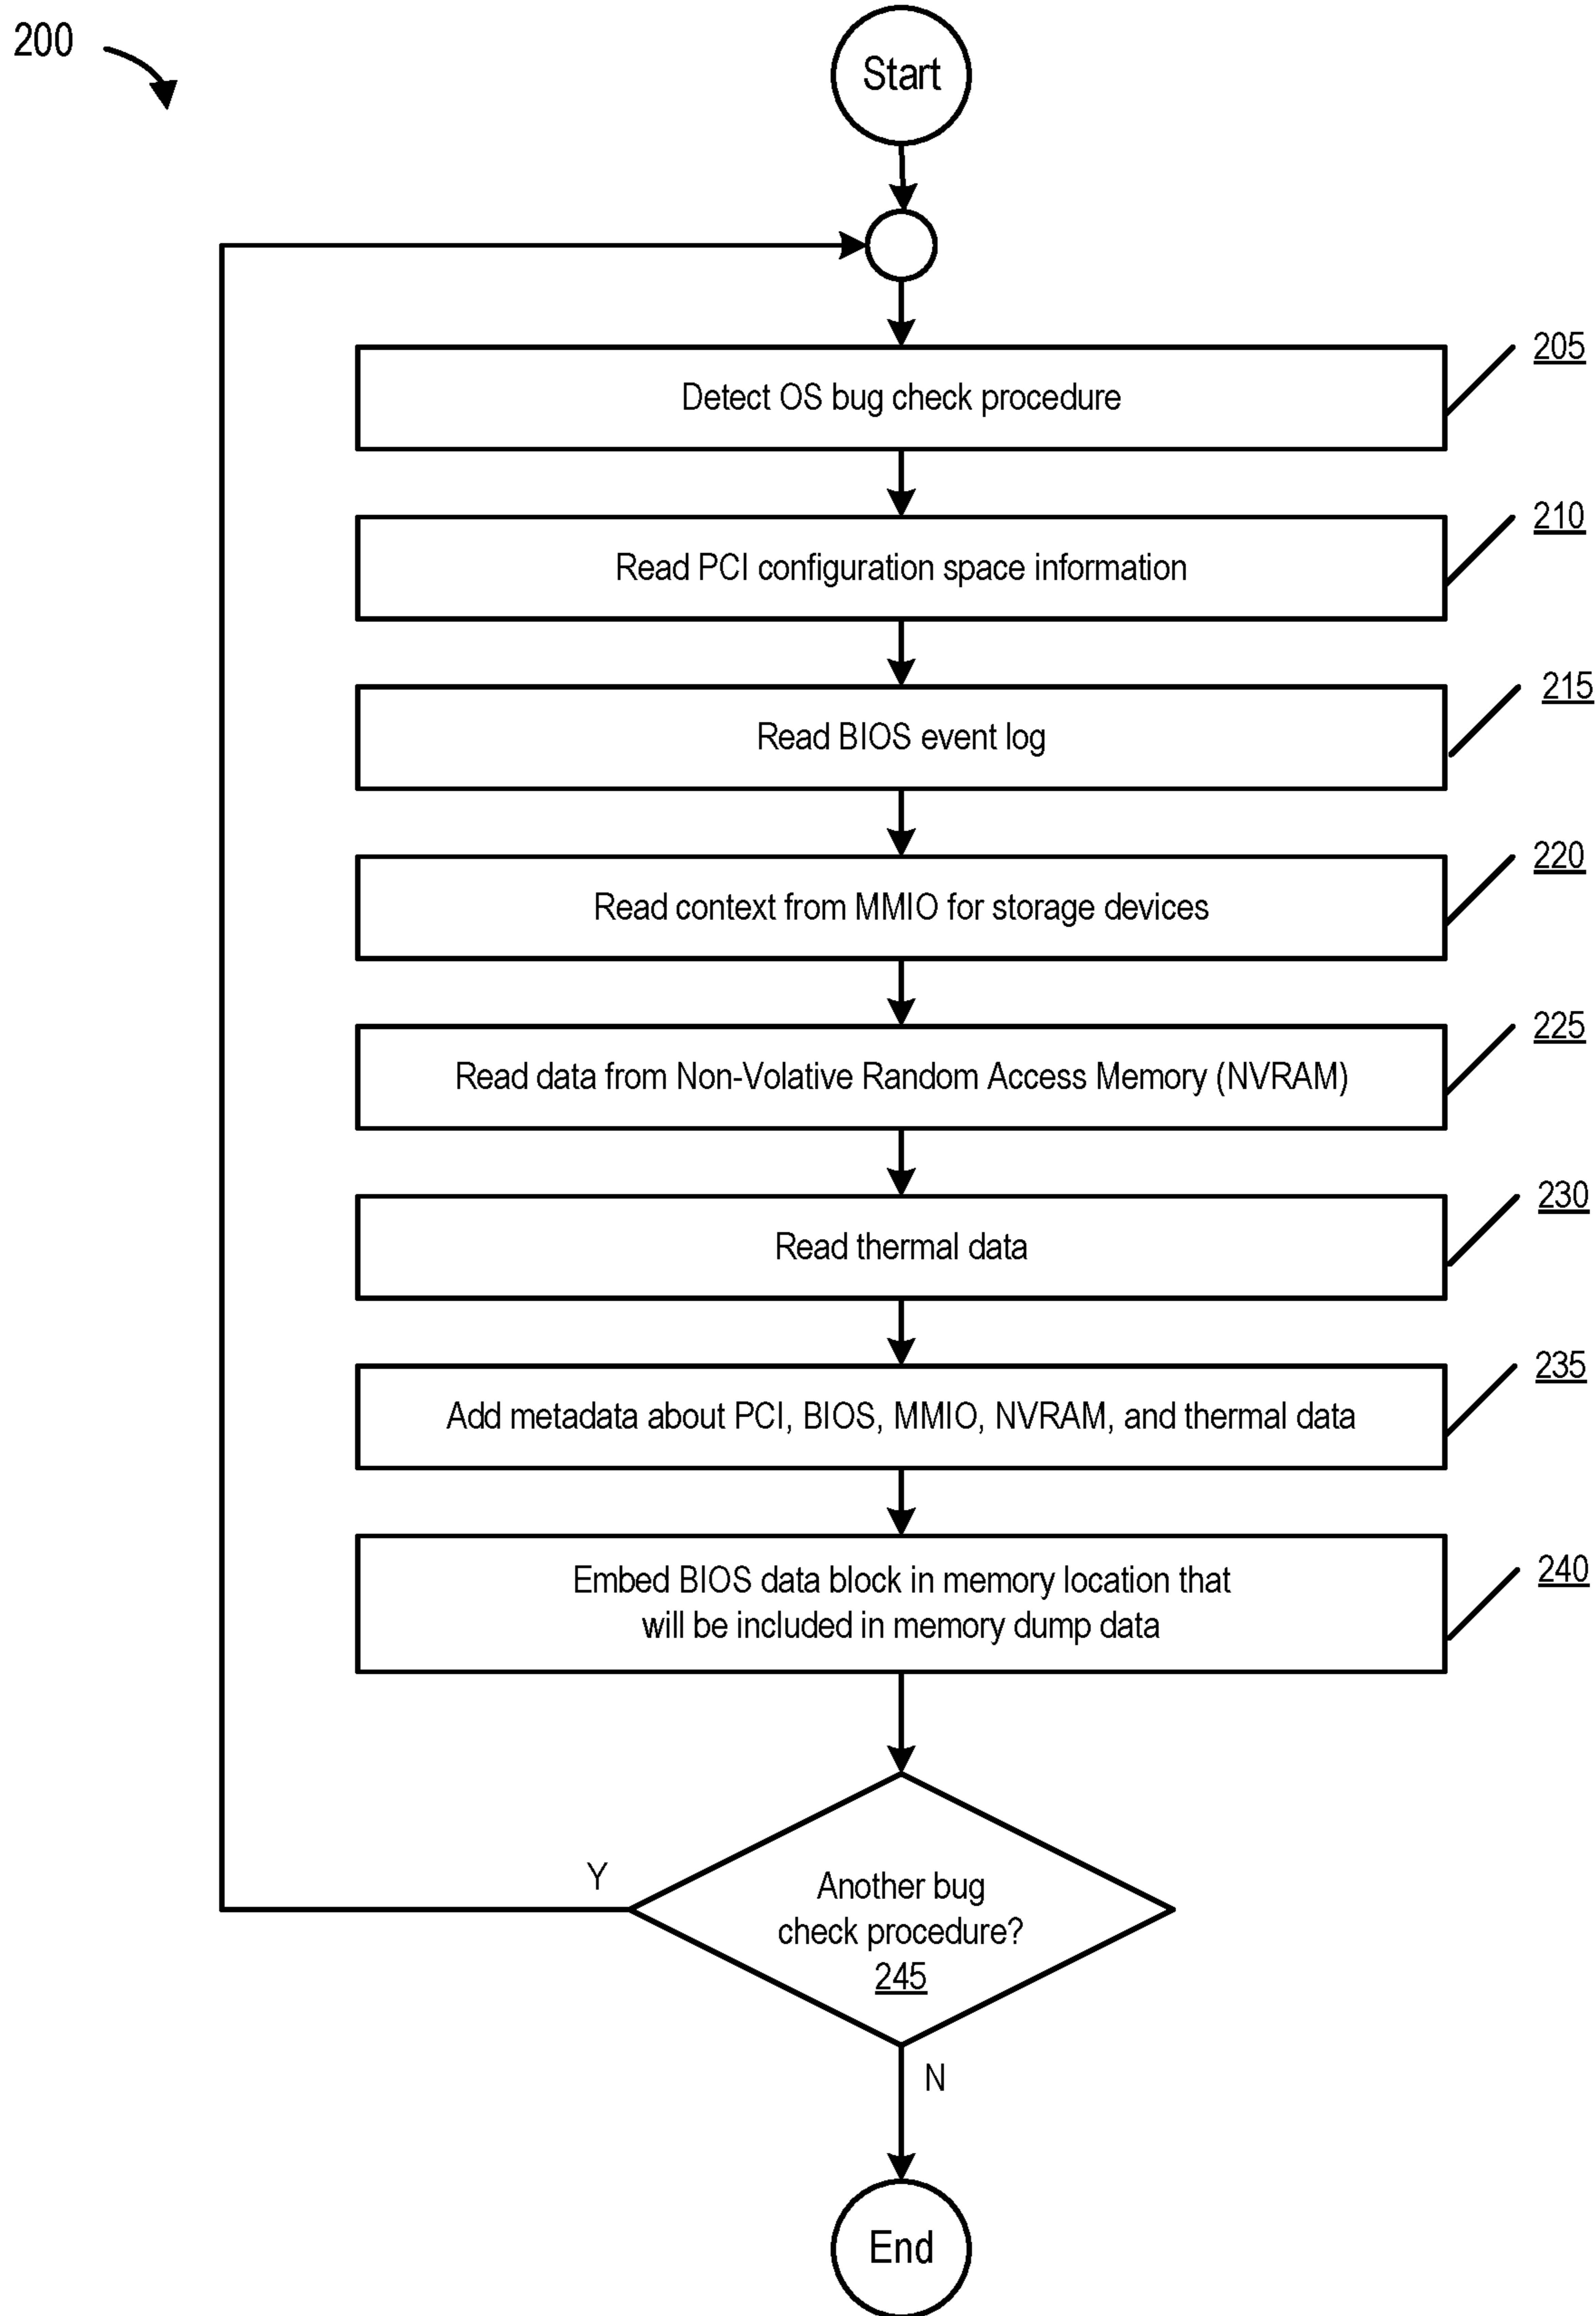 200
Start
Detect OS bug check procedure
205
Read PCI configuration space information
210
Read BIOS event log
215
Read context from MMIO for storage devices
220
Read data from Non-Volative Random Access Memory (NVRAM)
225
Read thermal data
230
Add metadata about PCI, BIOS, MMIO, NVRAM, and thermal data
235
Embed BIOS data block in memory location that
will be included in memory dump data
240
Y
Another bug
check procedure?
245
N
End